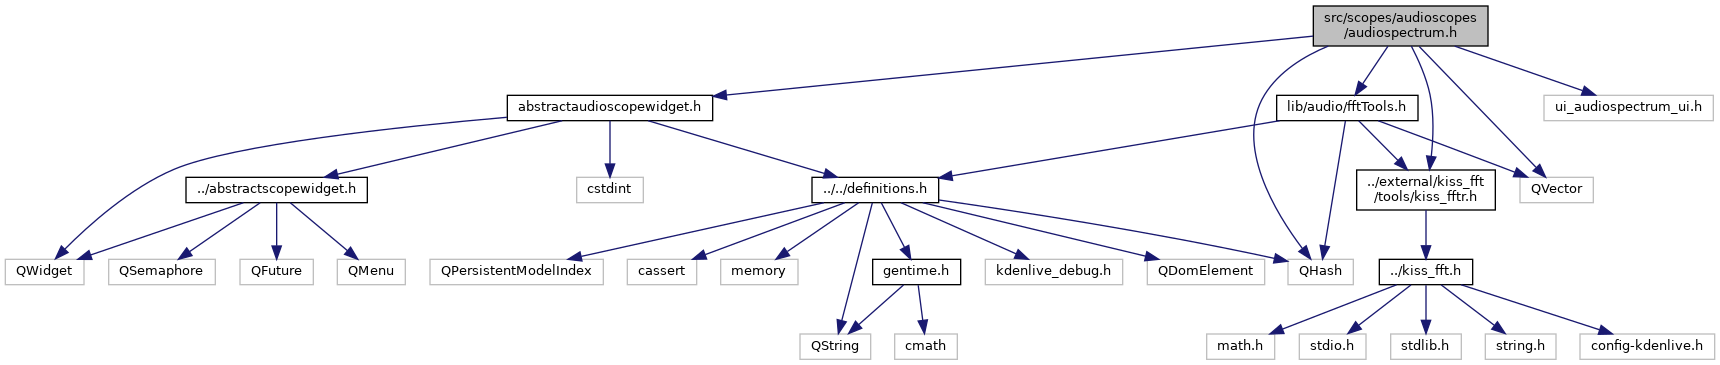 src/scopes/audioscopes
/audiospectrum.h
abstractaudioscopewidget.h
lib/audio/fftTools.h
ui_audiospectrum_ui.h
../abstractscopewidget.h
cstdint
../../definitions.h
../external/kiss_fft
/tools/kiss_fftr.h
QVector
QWidget
QSemaphore
QFuture
QMenu
QPersistentModelIndex
cassert
memory
gentime.h
kdenlive_debug.h
QDomElement
QHash
../kiss_fft.h
QString
cmath
math.h
stdio.h
stdlib.h
string.h
config-kdenlive.h